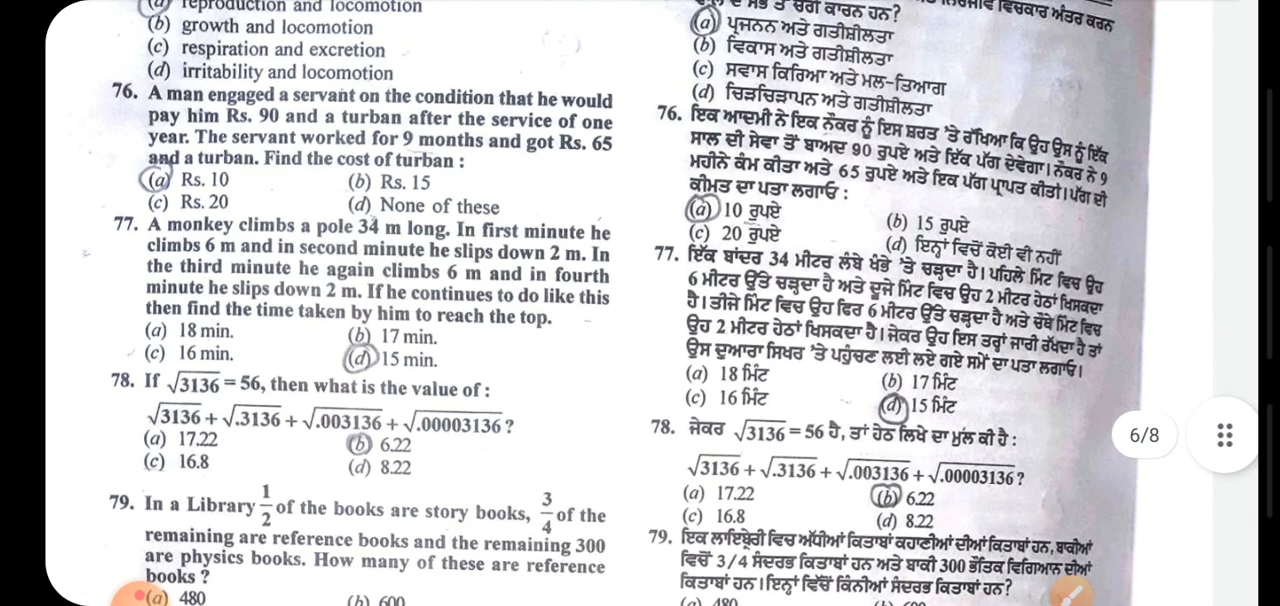 (a) reproduction and locomotion
(b) growth and locomotion
(c) respiration and excretion
(d) irritability and locomotion
76. A man engaged a servant on the condition that he would
pay him Rs. 90 and a turban after the service of one
year. The servant worked for 9 months and got Rs. 65
and a turban. Find the cost of turban :
(a) Rs. 10 (b) Rs. 15
(c) Rs. 20 (d) None of these
77. A monkey climbs a pole 34 m long. In first minute he
climbs 6 m and in second minute he slips down 2 m. In
the third minute he again climbs 6 m and in fourth
minute he slips down 2 m. If he continues to do like this
then find the time taken by him to reach the top.
(a) 18 min. (b) 17 min.
(c) 16 min. (d) 15 min.
78. If √3136 = 56, then what is the value of :
√3136 + √.3136 + √.003136 + √.00003136 ?
(a) 17.22 (b) 6.22
(c) 16.8 (d) 8.22
79. In a Library 1/2 of the books are story books, 3/4 of the
remaining are reference books and the remaining 300
are physics books. How many of these are reference
books ?
(a) 480 (b) 600
ਵਿਚਕਾਰ ਅੰਤਰ ਕਰਨ
ਕਾਰਨ ਹਨ?
(a) ਪ੍ਰਜਨਨ ਅਤੇ ਗਤੀਸ਼ੀਲਤਾ
(b) ਵਿਕਾਸ ਅਤੇ ਗਤੀਸ਼ੀਲਤਾ
(c) ਸਵਾਸ ਕਿਰਿਆ ਅਤੇ ਮਲ-ਤਿਆਗ
(d) ਚਿੜਚਿੜਾਪਨ ਅਤੇ ਗਤੀਸ਼ੀਲਤਾ
76. ਇਕ ਆਦਮੀ ਨੇ ਇਕ ਨੌਕਰ ਨੂੰ ਇਸ ਸ਼ਰਤ 'ਤੇ ਰੱਖਿਆ ਕਿ ਉਹ ਉਸ ਨੂੰ ਇੱਕ
ਸਾਲ ਦੀ ਸੇਵਾ ਤੋਂ ਬਾਅਦ 90 ਰੁਪਏ ਅਤੇ ਇੱਕ ਪੱਗ ਦੇਵੇਗਾ। ਨੌਕਰ ਨੇ 9
ਮਹੀਨੇ ਕੰਮ ਕੀਤਾ ਅਤੇ 65 ਰੁਪਏ ਅਤੇ ਇਕ ਪੱਗ ਪ੍ਰਾਪਤ ਕੀਤੀ। ਪੱਗ ਦੀ
ਕੀਮਤ ਦਾ ਪਤਾ ਲਗਾਓ :
(a) 10 ਰੁਪਏ (b) 15 ਰੁਪਏ
(c) 20 ਰੁਪਏ (d) ਇਨ੍ਹਾਂ ਵਿਚੋਂ ਕੋਈ ਵੀ ਨਹੀਂ
77. ਇੱਕ ਬਾਂਦਰ 34 ਮੀਟਰ ਲੰਬੇ ਖੰਭੇ 'ਤੇ ਚੜ੍ਹਦਾ ਹੈ। ਪਹਿਲੇ ਮਿੰਟ ਵਿਚ ਉਹ
6 ਮੀਟਰ ਉੱਤੇ ਚੜ੍ਹਦਾ ਹੈ ਅਤੇ ਦੂਜੇ ਮਿੰਟ ਵਿਚ ਉਹ 2 ਮੀਟਰ ਹੇਠਾਂ ਖਿਸਕਦਾ
ਹੈ। ਤੀਜੇ ਮਿੰਟ ਵਿਚ ਉਹ ਫਿਰ 6 ਮੀਟਰ ਉੱਤੇ ਚੜ੍ਹਦਾ ਹੈ ਅਤੇ ਚੌਥੇ ਮਿੰਟ ਵਿਚ
ਉਹ 2 ਮੀਟਰ ਹੇਠਾਂ ਖਿਸਕਦਾ ਹੈ। ਜੇਕਰ ਉਹ ਇਸ ਤਰ੍ਹਾਂ ਜਾਰੀ ਰੱਖਦਾ ਹੈ ਤਾਂ
ਉਸ ਦੁਆਰਾ ਸਿਖਰ 'ਤੇ ਪਹੁੰਚਣ ਲਈ ਲਏ ਗਏ ਸਮੇਂ ਦਾ ਪਤਾ ਲਗਾਓ।
(a) 18 ਮਿੰਟ (b) 17 ਮਿੰਟ
(c) 16 ਮਿੰਟ (d) 15 ਮਿੰਟ
78. ਜੇਕਰ √3136 = 56 ਹੈ, ਤਾਂ ਹੇਠ ਲਿਖੇ ਦਾ ਮੁੱਲ ਕੀ ਹੈ :
√3136 + √.3136 + √.003136 + √.00003136 ?
(a) 17.22 (b) 6.22
(c) 16.8 (d) 8.22
79. ਇਕ ਲਾਇਬ੍ਰੇਰੀ ਵਿਚ ਅੱਧੀਆਂ ਕਿਤਾਬਾਂ ਕਹਾਣੀਆਂ ਦੀਆਂ ਕਿਤਾਬਾਂ ਹਨ, ਬਾਕੀਆਂ
ਵਿਚੋਂ 3/4 ਸੰਦਰਭ ਕਿਤਾਬਾਂ ਹਨ ਅਤੇ ਬਾਕੀ 300 ਭੌਤਿਕ ਵਿਗਿਆਨ ਦੀਆਂ
ਕਿਤਾਬਾਂ ਹਨ। ਇਨ੍ਹਾਂ ਵਿੱਚੋਂ ਕਿੰਨੀਆਂ ਸੰਦਰਭ ਕਿਤਾਬਾਂ ਹਨ?
(a) 480
6/8